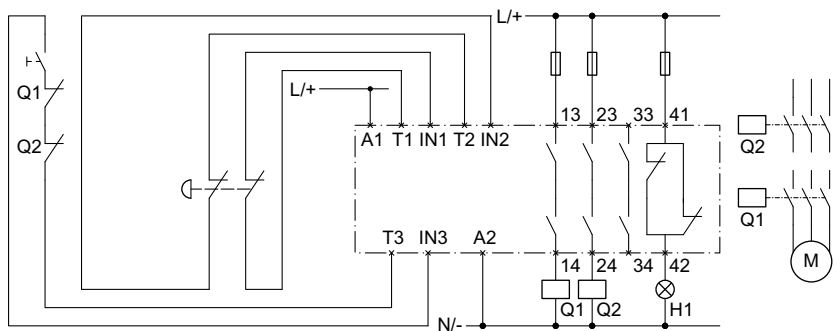 L/+
Q1
Q2
L/+
13 23 33 41
A1 T1 IN1 T2 IN2
Q2
Q1
T3 IN3 A2
14 24 34 42
M
Q1 Q2 H1
N/-